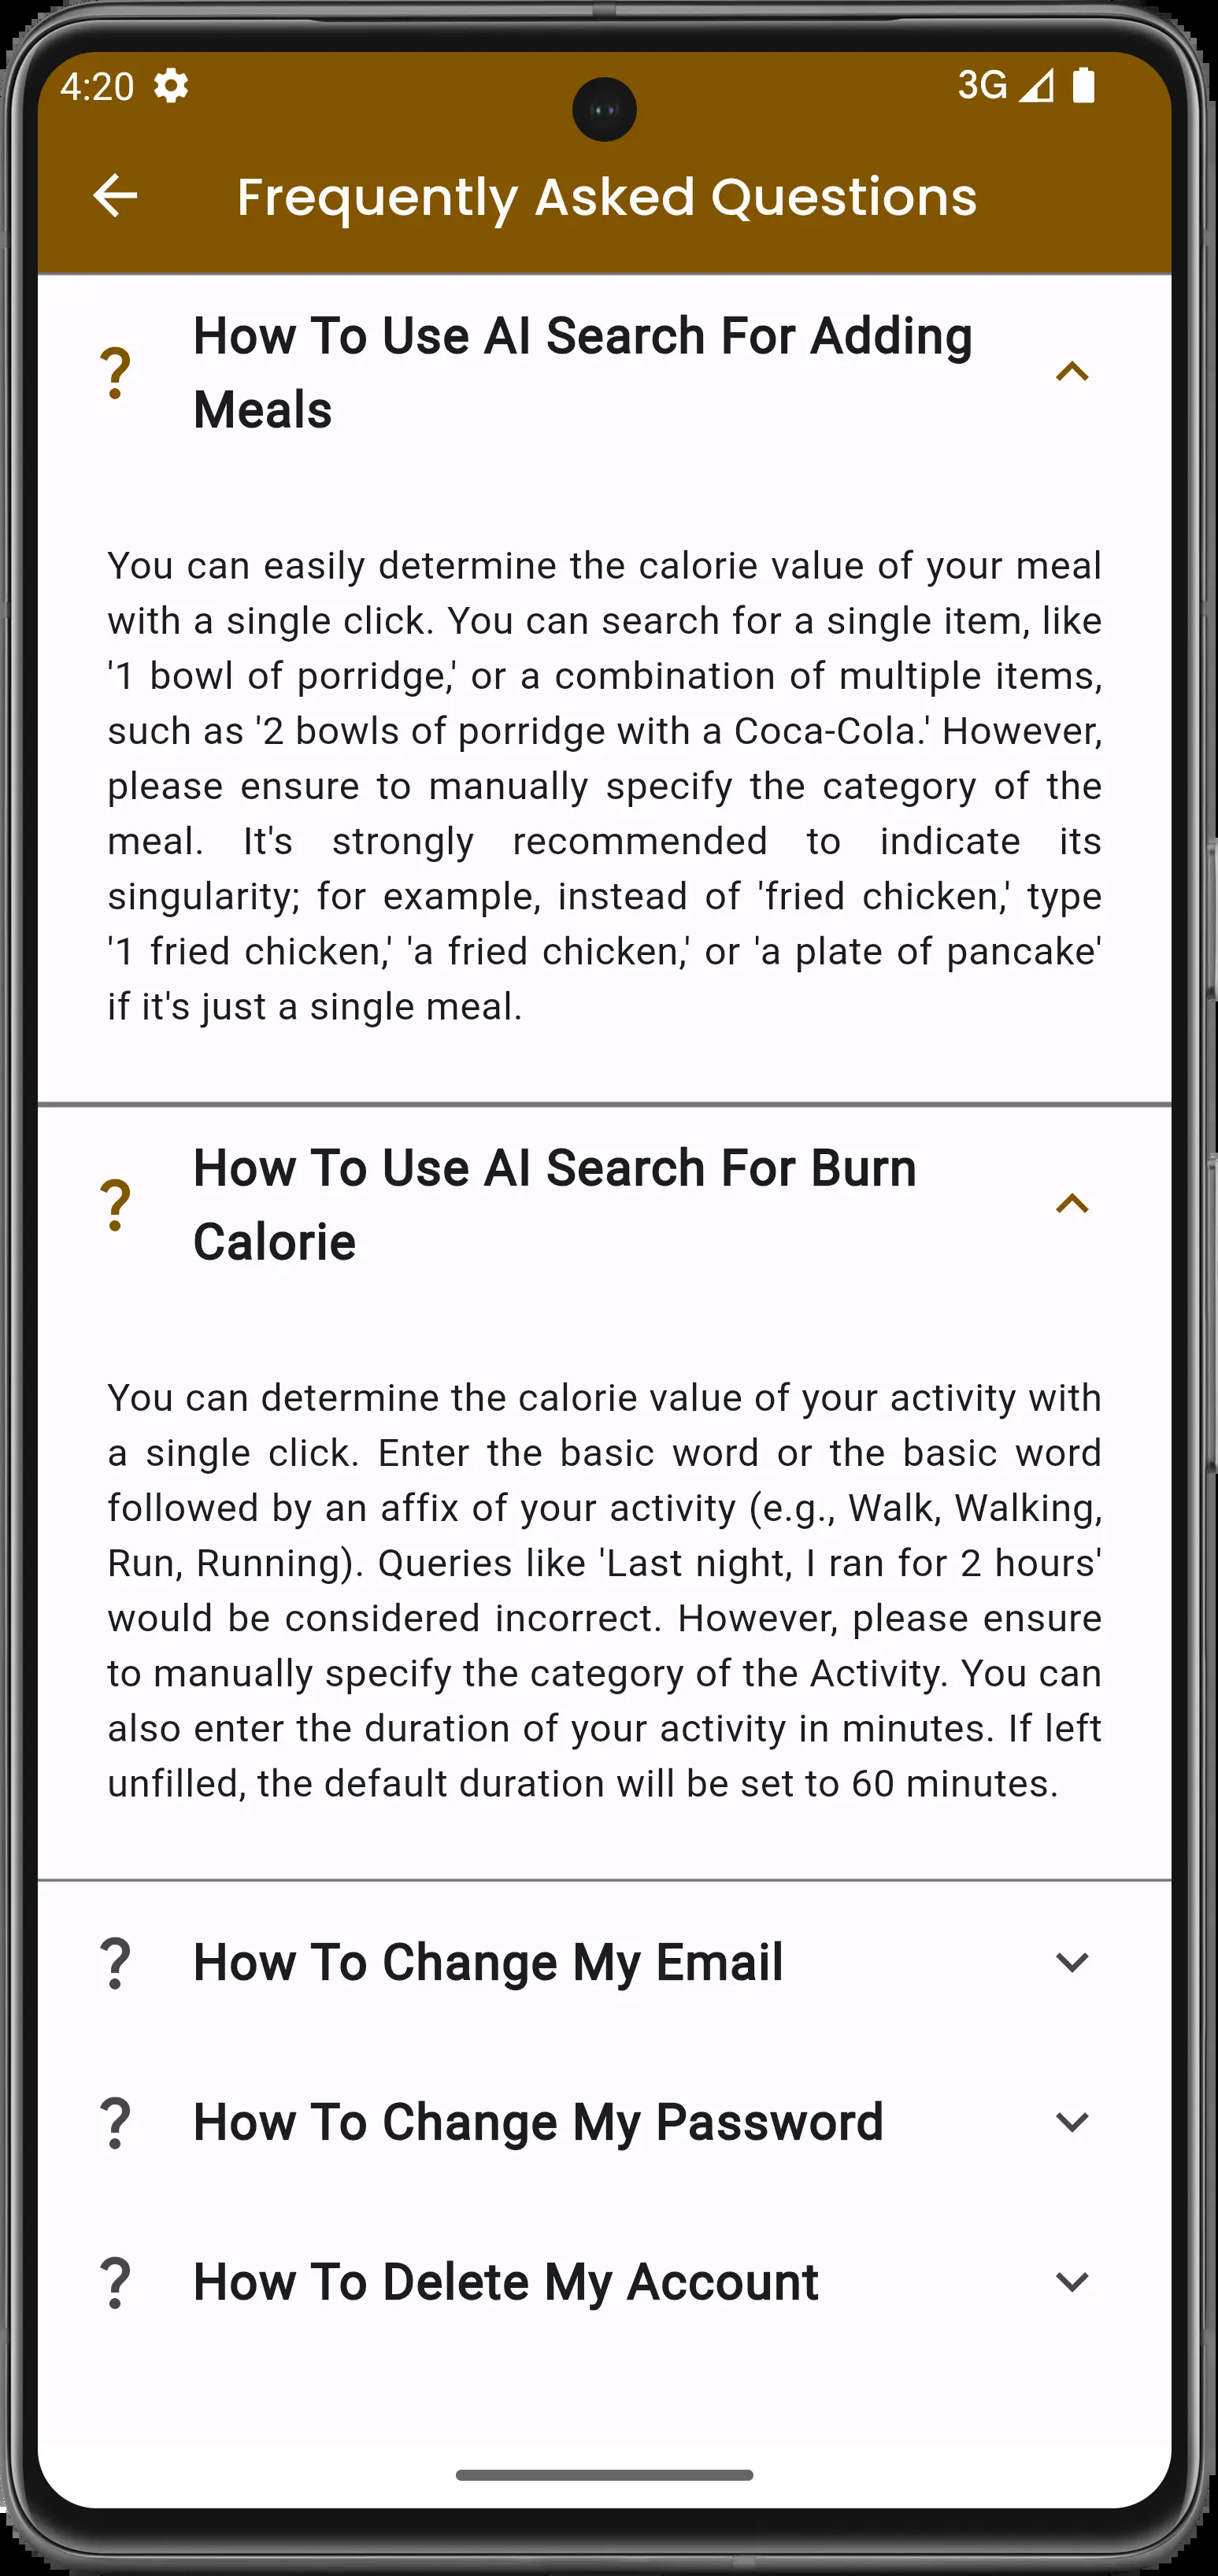 4:20 3G
Frequently Asked Questions
How To Use AI Search For Adding
Meals
You can easily determine the calorie value of your meal
with a single click. You can search for a single item, like
'1 bowl of porridge,' or a combination of multiple items,
such as '2 bowls of porridge with a Coca-Cola.' However,
please ensure to manually specify the category of the
meal. It's strongly recommended to indicate its
singularity; for example, instead of 'fried chicken,' type
'1 fried chicken,' 'a fried chicken,' or 'a plate of pancake'
if it's just a single meal.
How To Use AI Search For Burn
Calorie
You can determine the calorie value of your activity with
a single click. Enter the basic word or the basic word
followed by an affix of your activity (e.g., Walk, Walking,
Run, Running). Queries like 'Last night, I ran for 2 hours'
would be considered incorrect. However, please ensure
to manually specify the category of the Activity. You can
also enter the duration of your activity in minutes. If left
unfilled, the default duration will be set to 60 minutes.
How To Change My Email
How To Change My Password
How To Delete My Account